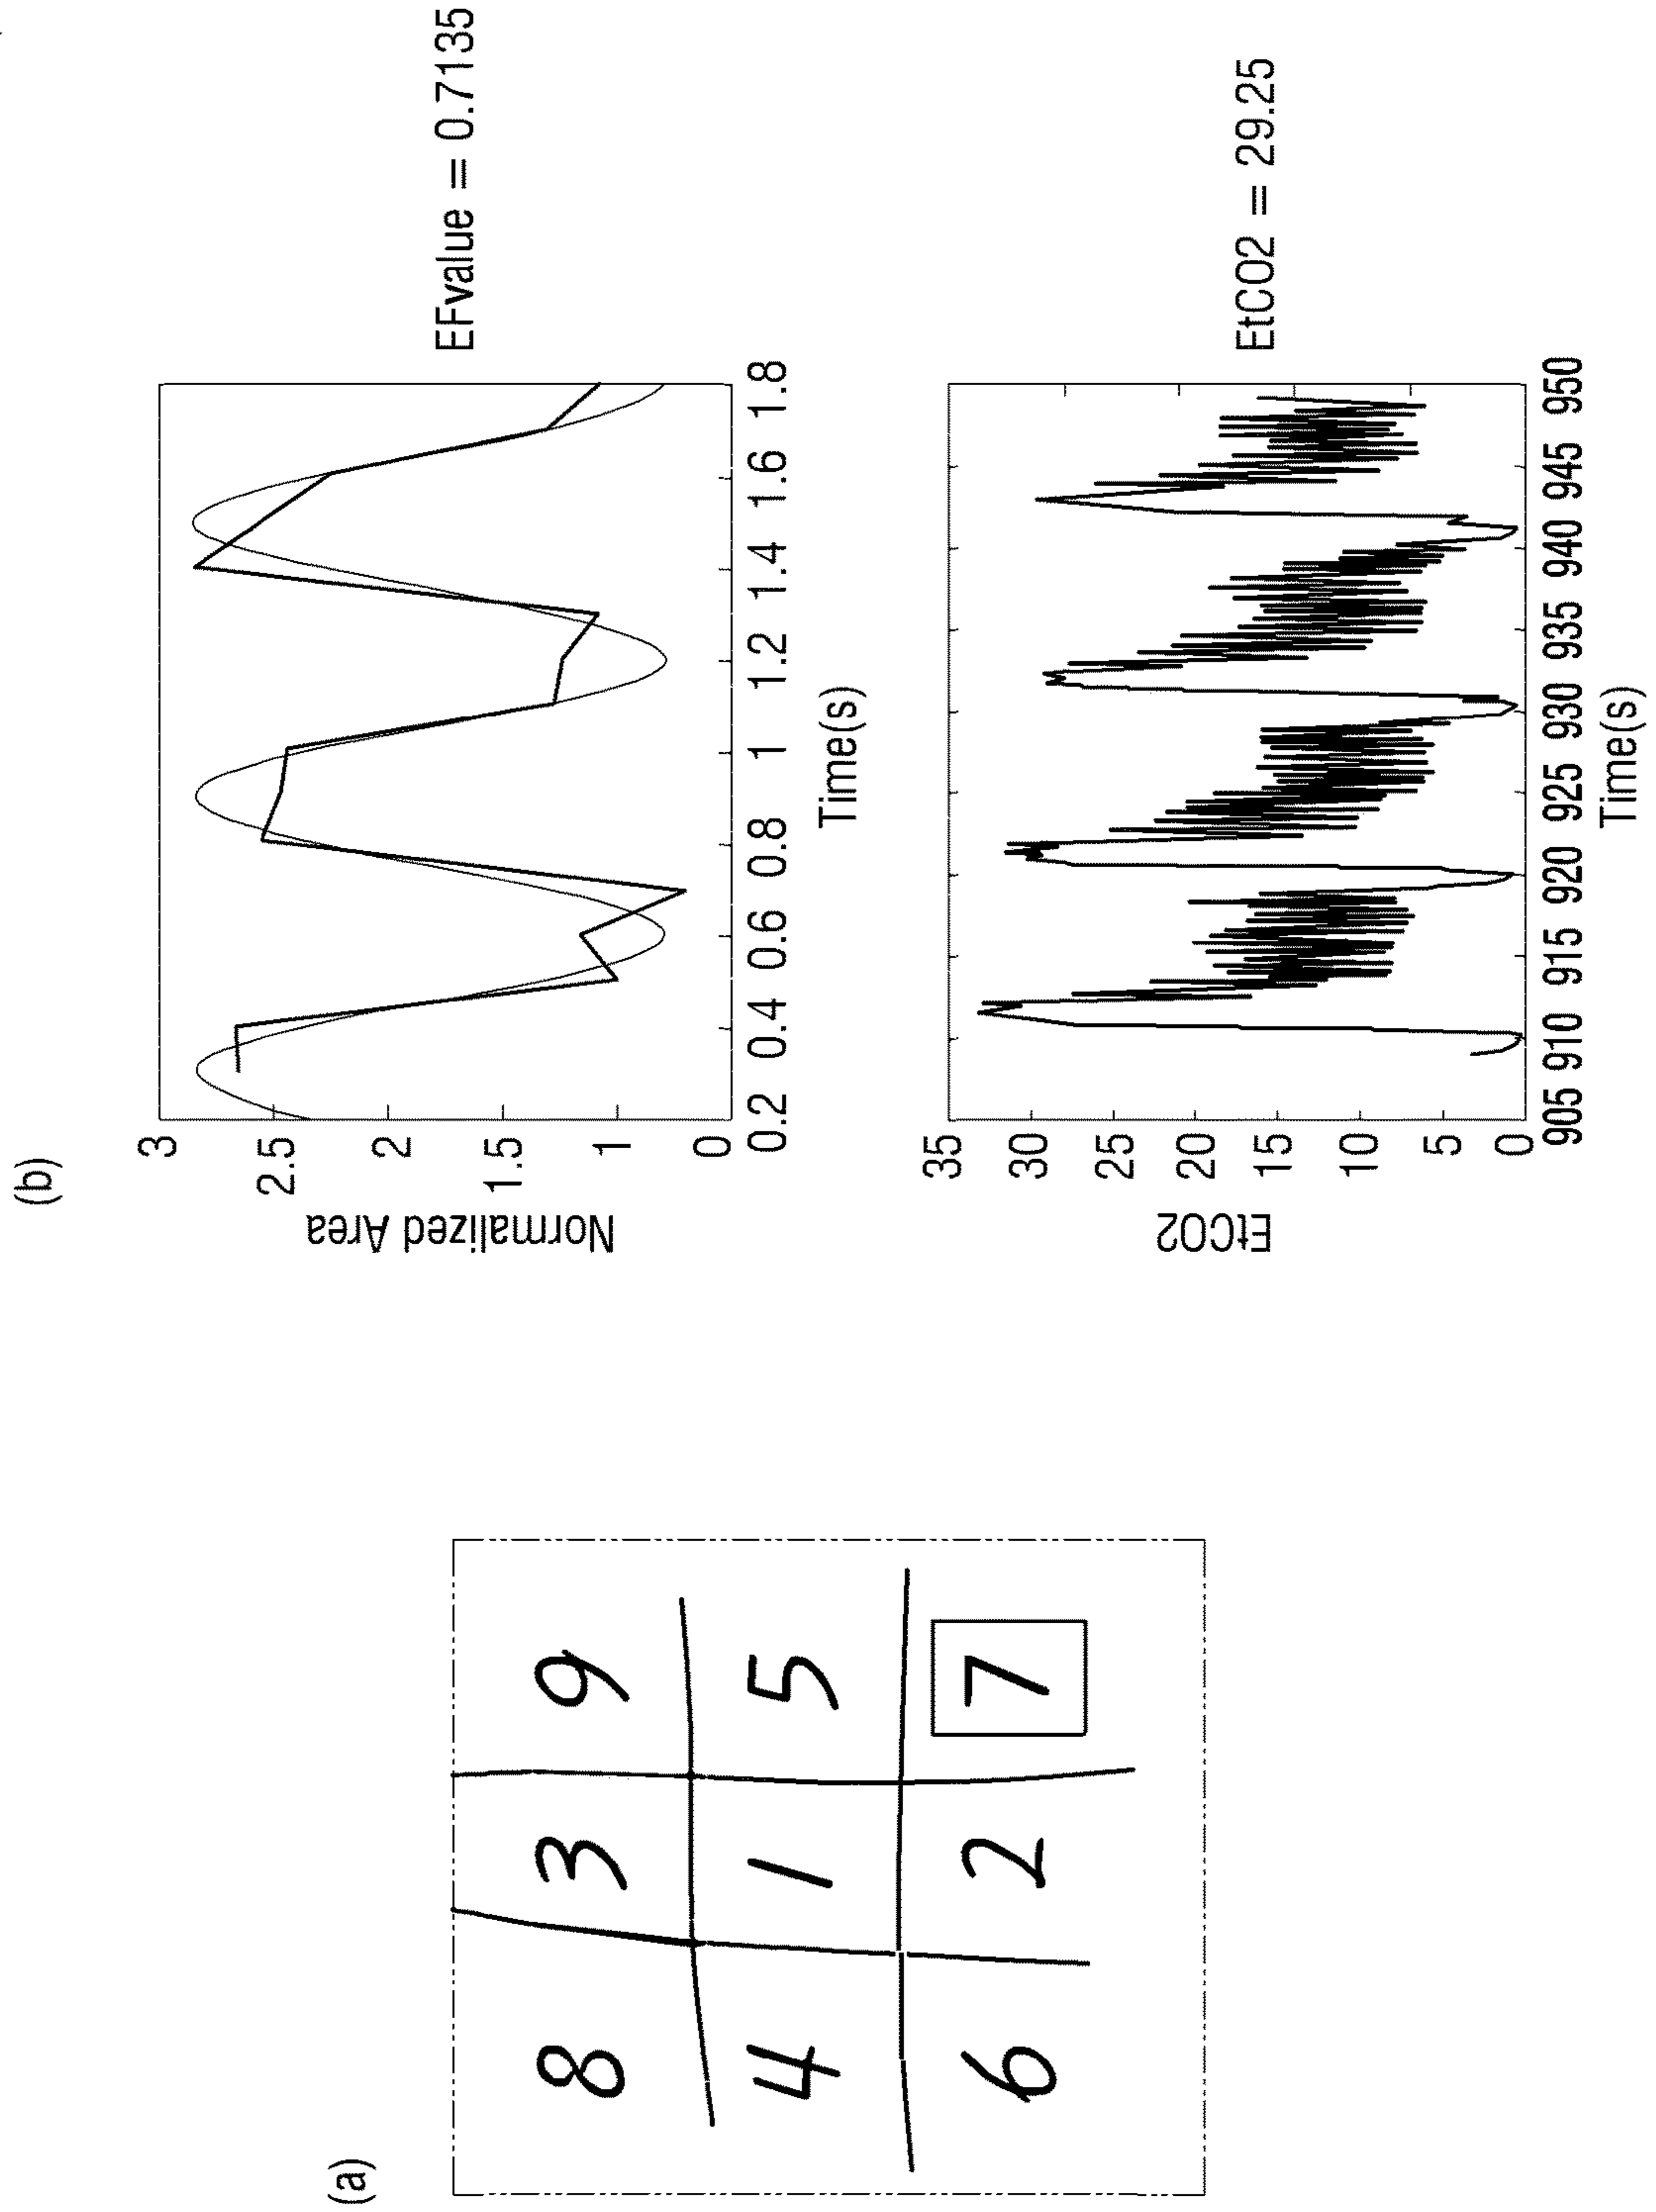 (a)
8 3 9
4 1 5
6 2 7
(b)
Normalized Area
3
2.5
2
1.5
1
0
0.2 0.4 0.6 0.8 1 1.2 1.4 1.6 1.8
Time(s)
EFvalue = 0.7135
EtCO2
35
30
25
20
15
10
5
0
905 910 915 920 925 930 935 940 945 950
Time(s)
EtCO2 = 29.25